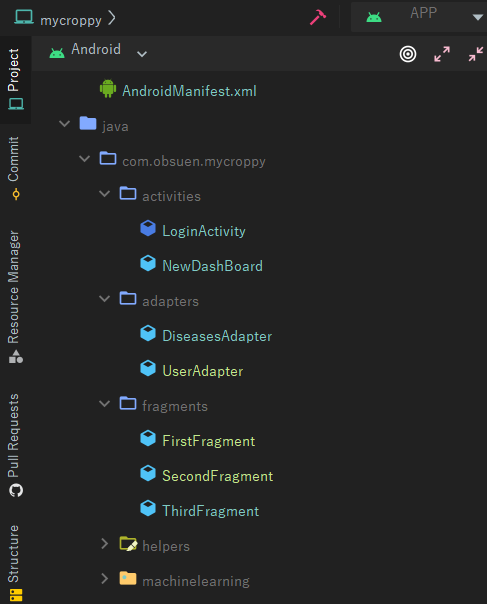 mycroppy
APP
Android
AndroidManifest.xml
java
com.obsuen.mycroppy
activities
LoginActivity
NewDashBoard
adapters
DiseasesAdapter
UserAdapter
fragments
FirstFragment
SecondFragment
ThirdFragment
helpers
machinelearning
Project
Commit
Resource Manager
Pull Requests
Structure